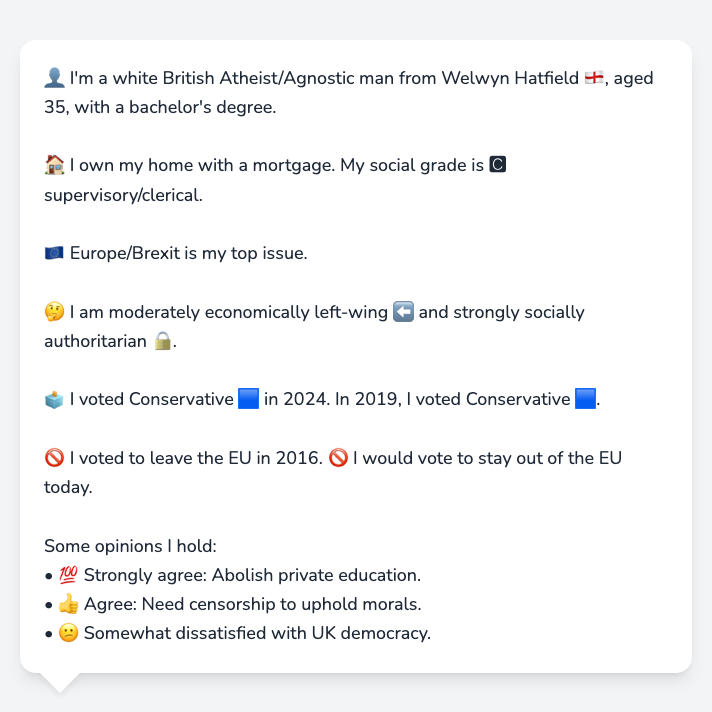 👤 I'm a white British Atheist/Agnostic man from Welwyn Hatfield 🏴󠁧󠁢󠁥󠁮󠁧󠁿, aged
35, with a bachelor's degree.
🏠 I own my home with a mortgage. My social grade is 🅲
supervisory/clerical.
🇪🇺 Europe/Brexit is my top issue.
🤔 I am moderately economically left-wing ⬅️ and strongly socially
authoritarian 🔒.
🗳️ I voted Conservative 🟦 in 2024. In 2019, I voted Conservative 🟦.
🚫 I voted to leave the EU in 2016. 🚫 I would vote to stay out of the EU
today.
Some opinions I hold:
• 💯 Strongly agree: Abolish private education.
• 👍 Agree: Need censorship to uphold morals.
• 😕 Somewhat dissatisfied with UK democracy.